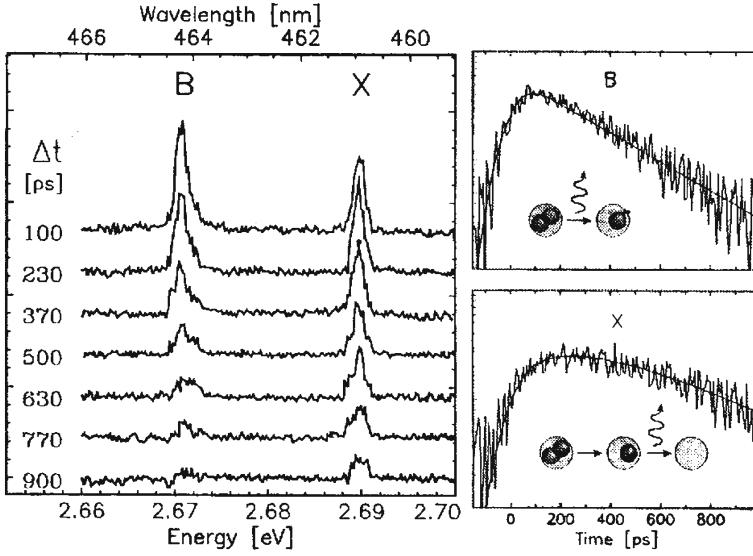 Wavelength [nm]
466 464 462 460
B X
Δt
[ps]
100
230
370
500
630
770
900
2.66 2.67 2.68 2.69 2.70
Energy [eV]
B
X
0 200 400 600 800
Time [ps]